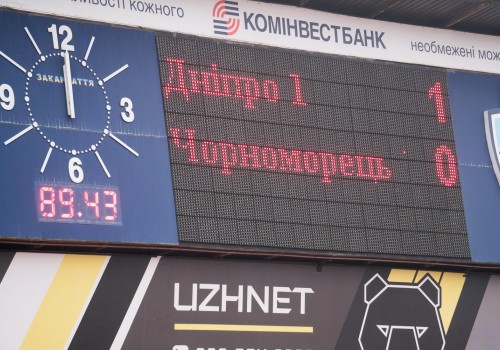 кожного
КОМІНВЕСТБАНК
необмежені
12
ЗАКАРПАТТЯ
9
3
6
89.43
Дніпро 1 1
Чорноморець 0
UZHNET